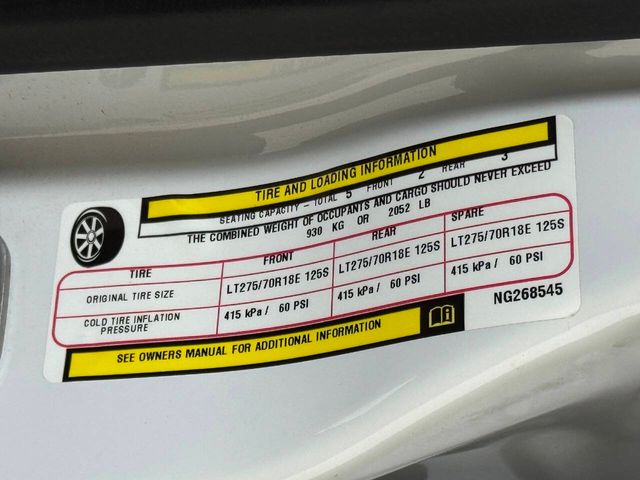 TIRE AND LOADING INFORMATION
SEATING CAPACITY – TOTAL 5 FRONT 2 REAR 3
THE COMBINED WEIGHT OF OCCUPANTS AND CARGO SHOULD NEVER EXCEED
930 KG OR 2052 LB
TIRE FRONT REAR SPARE
ORIGINAL TIRE SIZE LT275/70R18E 125S LT275/70R18E 125S LT275/70R18E 125S
COLD TIRE INFLATION PRESSURE 415 kPa / 60 PSI 415 kPa / 60 PSI 415 kPa / 60 PSI
SEE OWNERS MANUAL FOR ADDITIONAL INFORMATION
NG268545